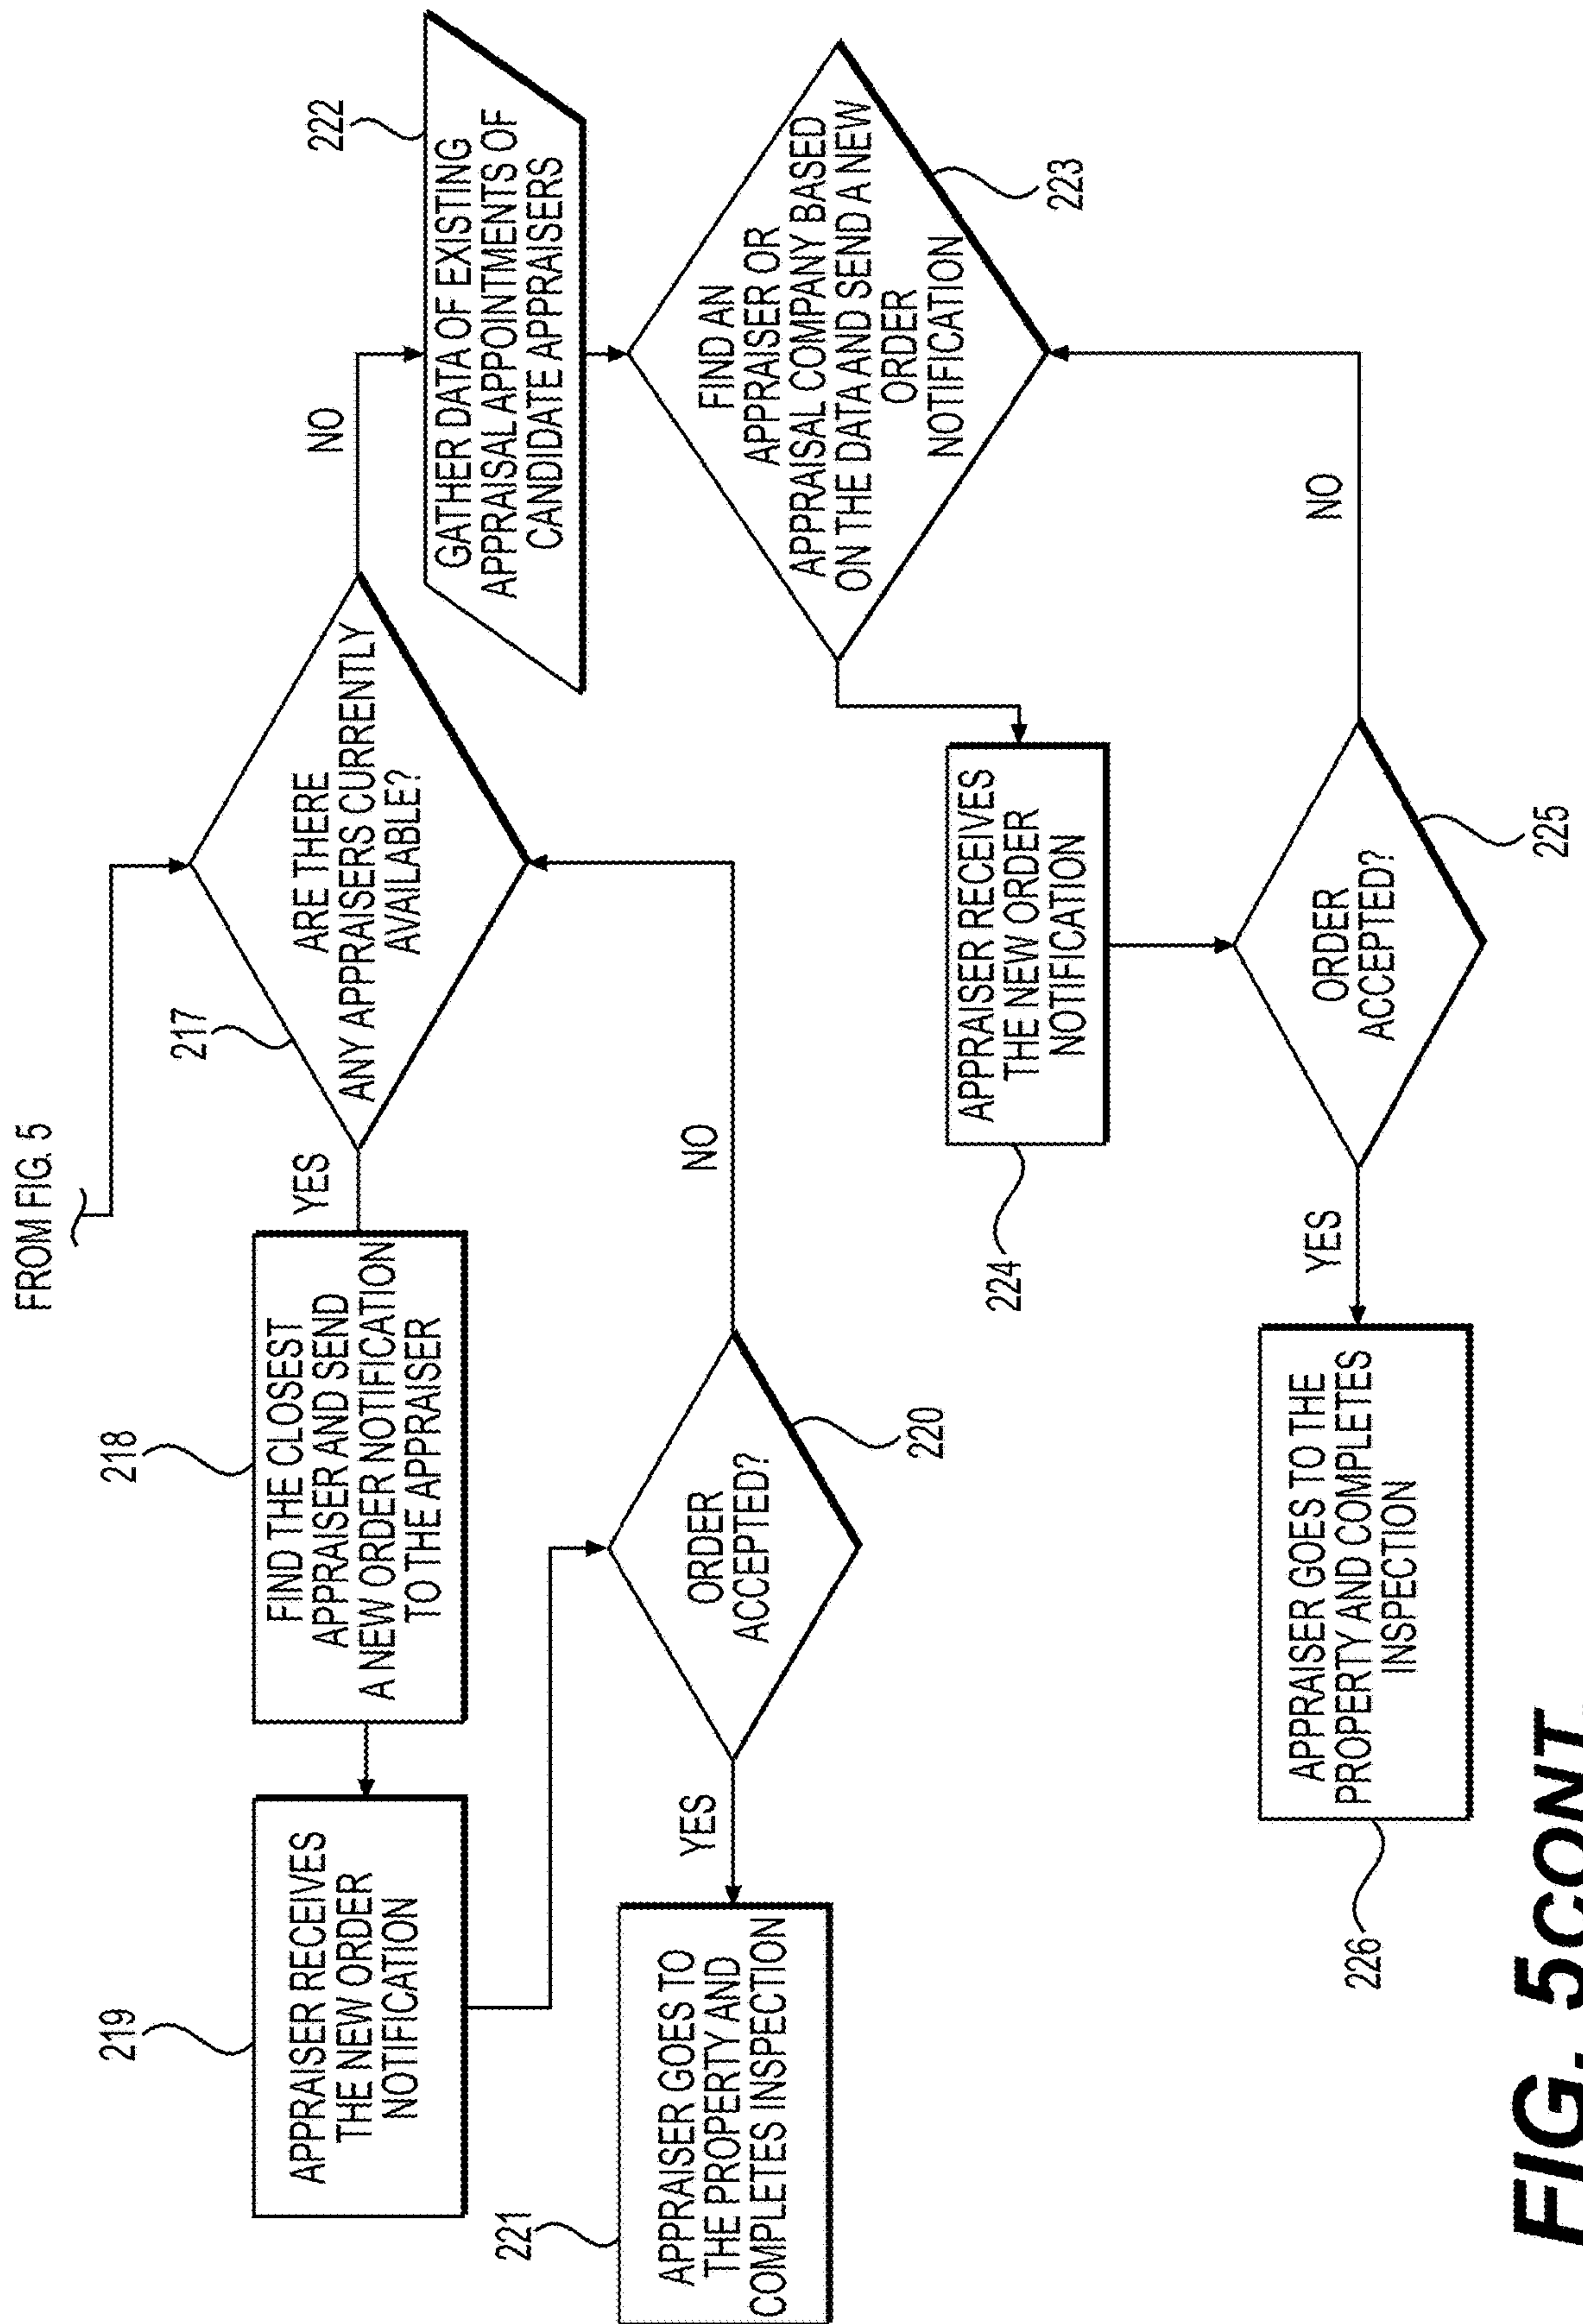 FROM FIG. 5
217
ARE THERE
ANY APPRAISERS CURRENTLY
AVAILABLE?
YES
NO
218
FIND THE CLOSEST
APPRAISER AND SEND
A NEW ORDER NOTIFICATION
TO THE APPRAISER
219
APPRAISER RECEIVES
THE NEW ORDER
NOTIFICATION
220
ORDER
ACCEPTED?
NO
YES
221
APPRAISER GOES TO
THE PROPERTY AND
COMPLETES INSPECTION
222
GATHER DATA OF EXISTING
APPRAISAL APPOINTMENTS OF
CANDIDATE APPRAISERS
223
FIND AN
APPRAISER OR
APPRAISAL COMPANY BASED
ON THE DATA AND SEND A NEW
ORDER
NOTIFICATION
224
APPRAISER RECEIVES
THE NEW ORDER
NOTIFICATION
225
ORDER
ACCEPTED?
NO
YES
226
APPRAISER GOES TO THE
PROPERTY AND COMPLETES
INSPECTION
FIG. 5CONT.